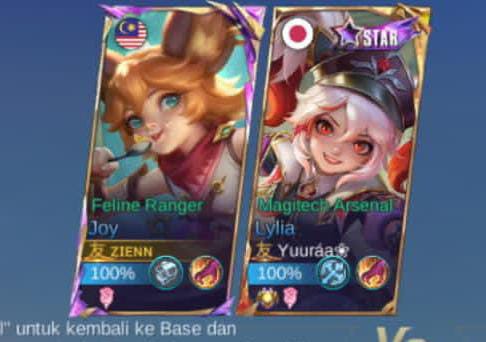 STAR
Feline Ranger
Joy
友 ZIENN
100%
Magitech Arsenal
Lylia
友 Yuuráa❀
100%
l" untuk kembali ke Base dan